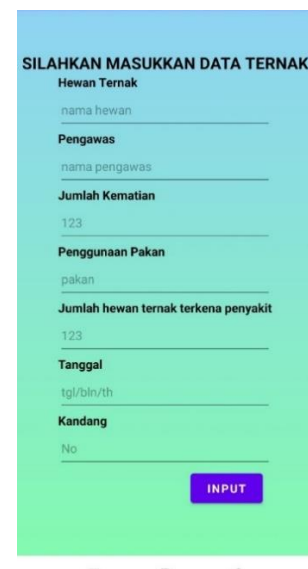 SILAHKAN MASUKKAN DATA TERNAK
Hewan Ternak
nama hewan
Pengawas
nama pengawas
Jumlah Kematian
123
Penggunaan Pakan
pakan
Jumlah hewan ternak terkena penyakit
123
Tanggal
tgl/bln/th
Kandang
No
INPUT